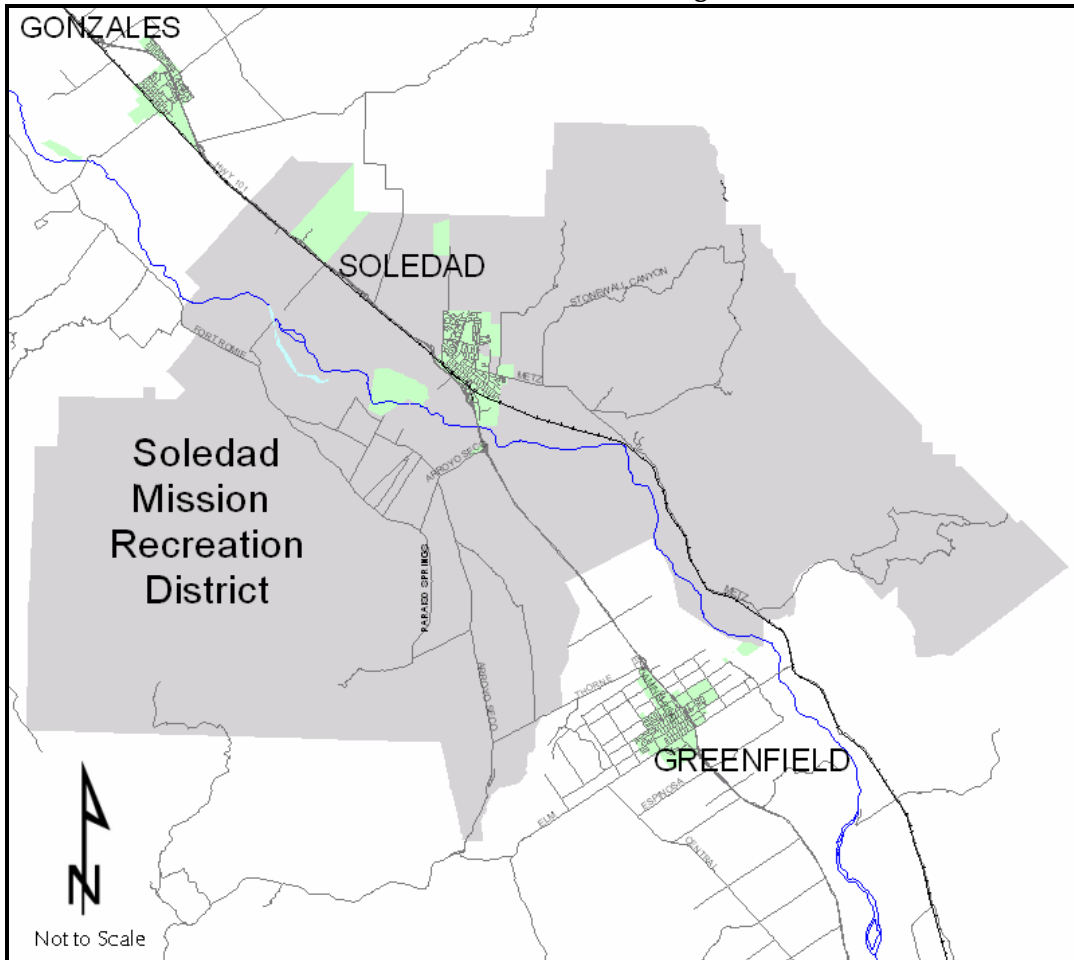 GONZALES
HWY 101
SOLEDAD
STONEWALL CANYON
FORT ROMIE
METZ
Soledad
Mission
Recreation
District
ARROYO SECO
PARAISO SPRINGS
METZ
ARROYO SECO
THORNE
GREENFIELD
ESPINOSA
ELM
CENTRAL
N
Not to Scale